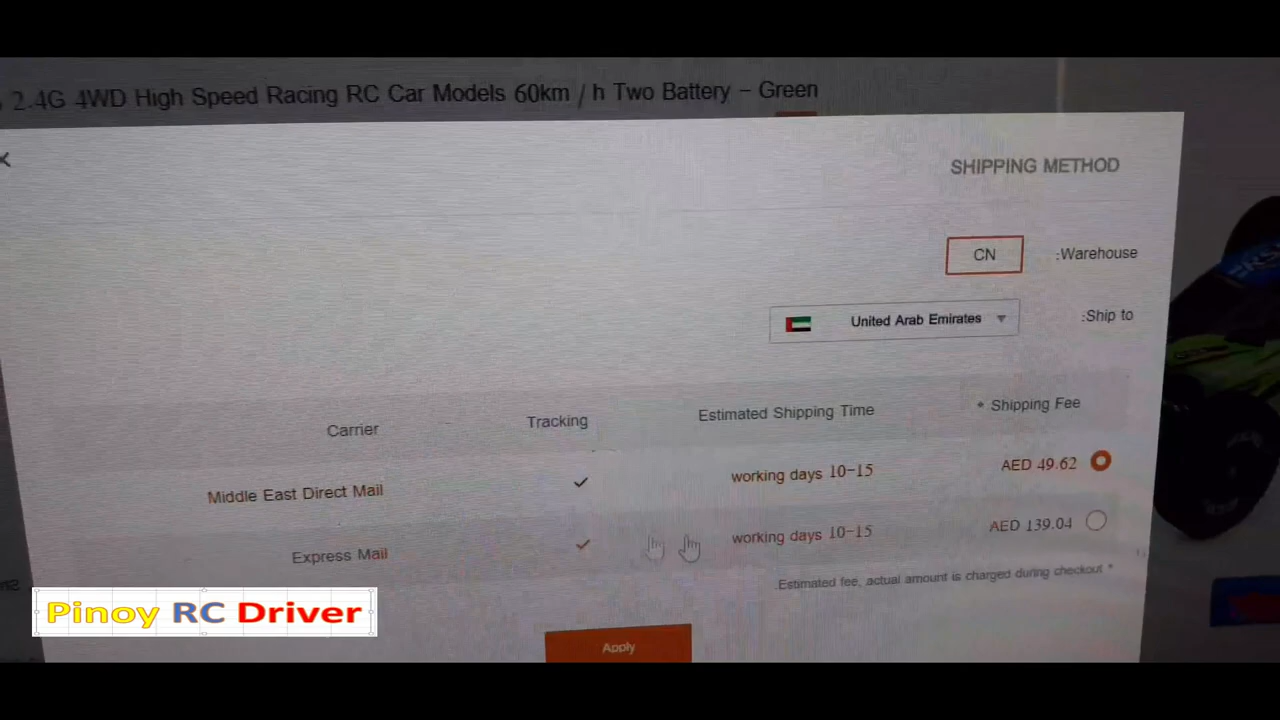 2.4G 4WD High Speed Racing RC Car Models 60km / h Two Battery - Green
SHIPPING METHOD
CN :Warehouse
United Arab Emirates :Ship to
Carrier Tracking Estimated Shipping Time * Shipping Fee
Middle East Direct Mail working days 10-15 AED 49.62
Express Mail working days 10-15 AED 139.04
.Estimated fee, actual amount is charged during checkout *
Pinoy RC Driver
Apply